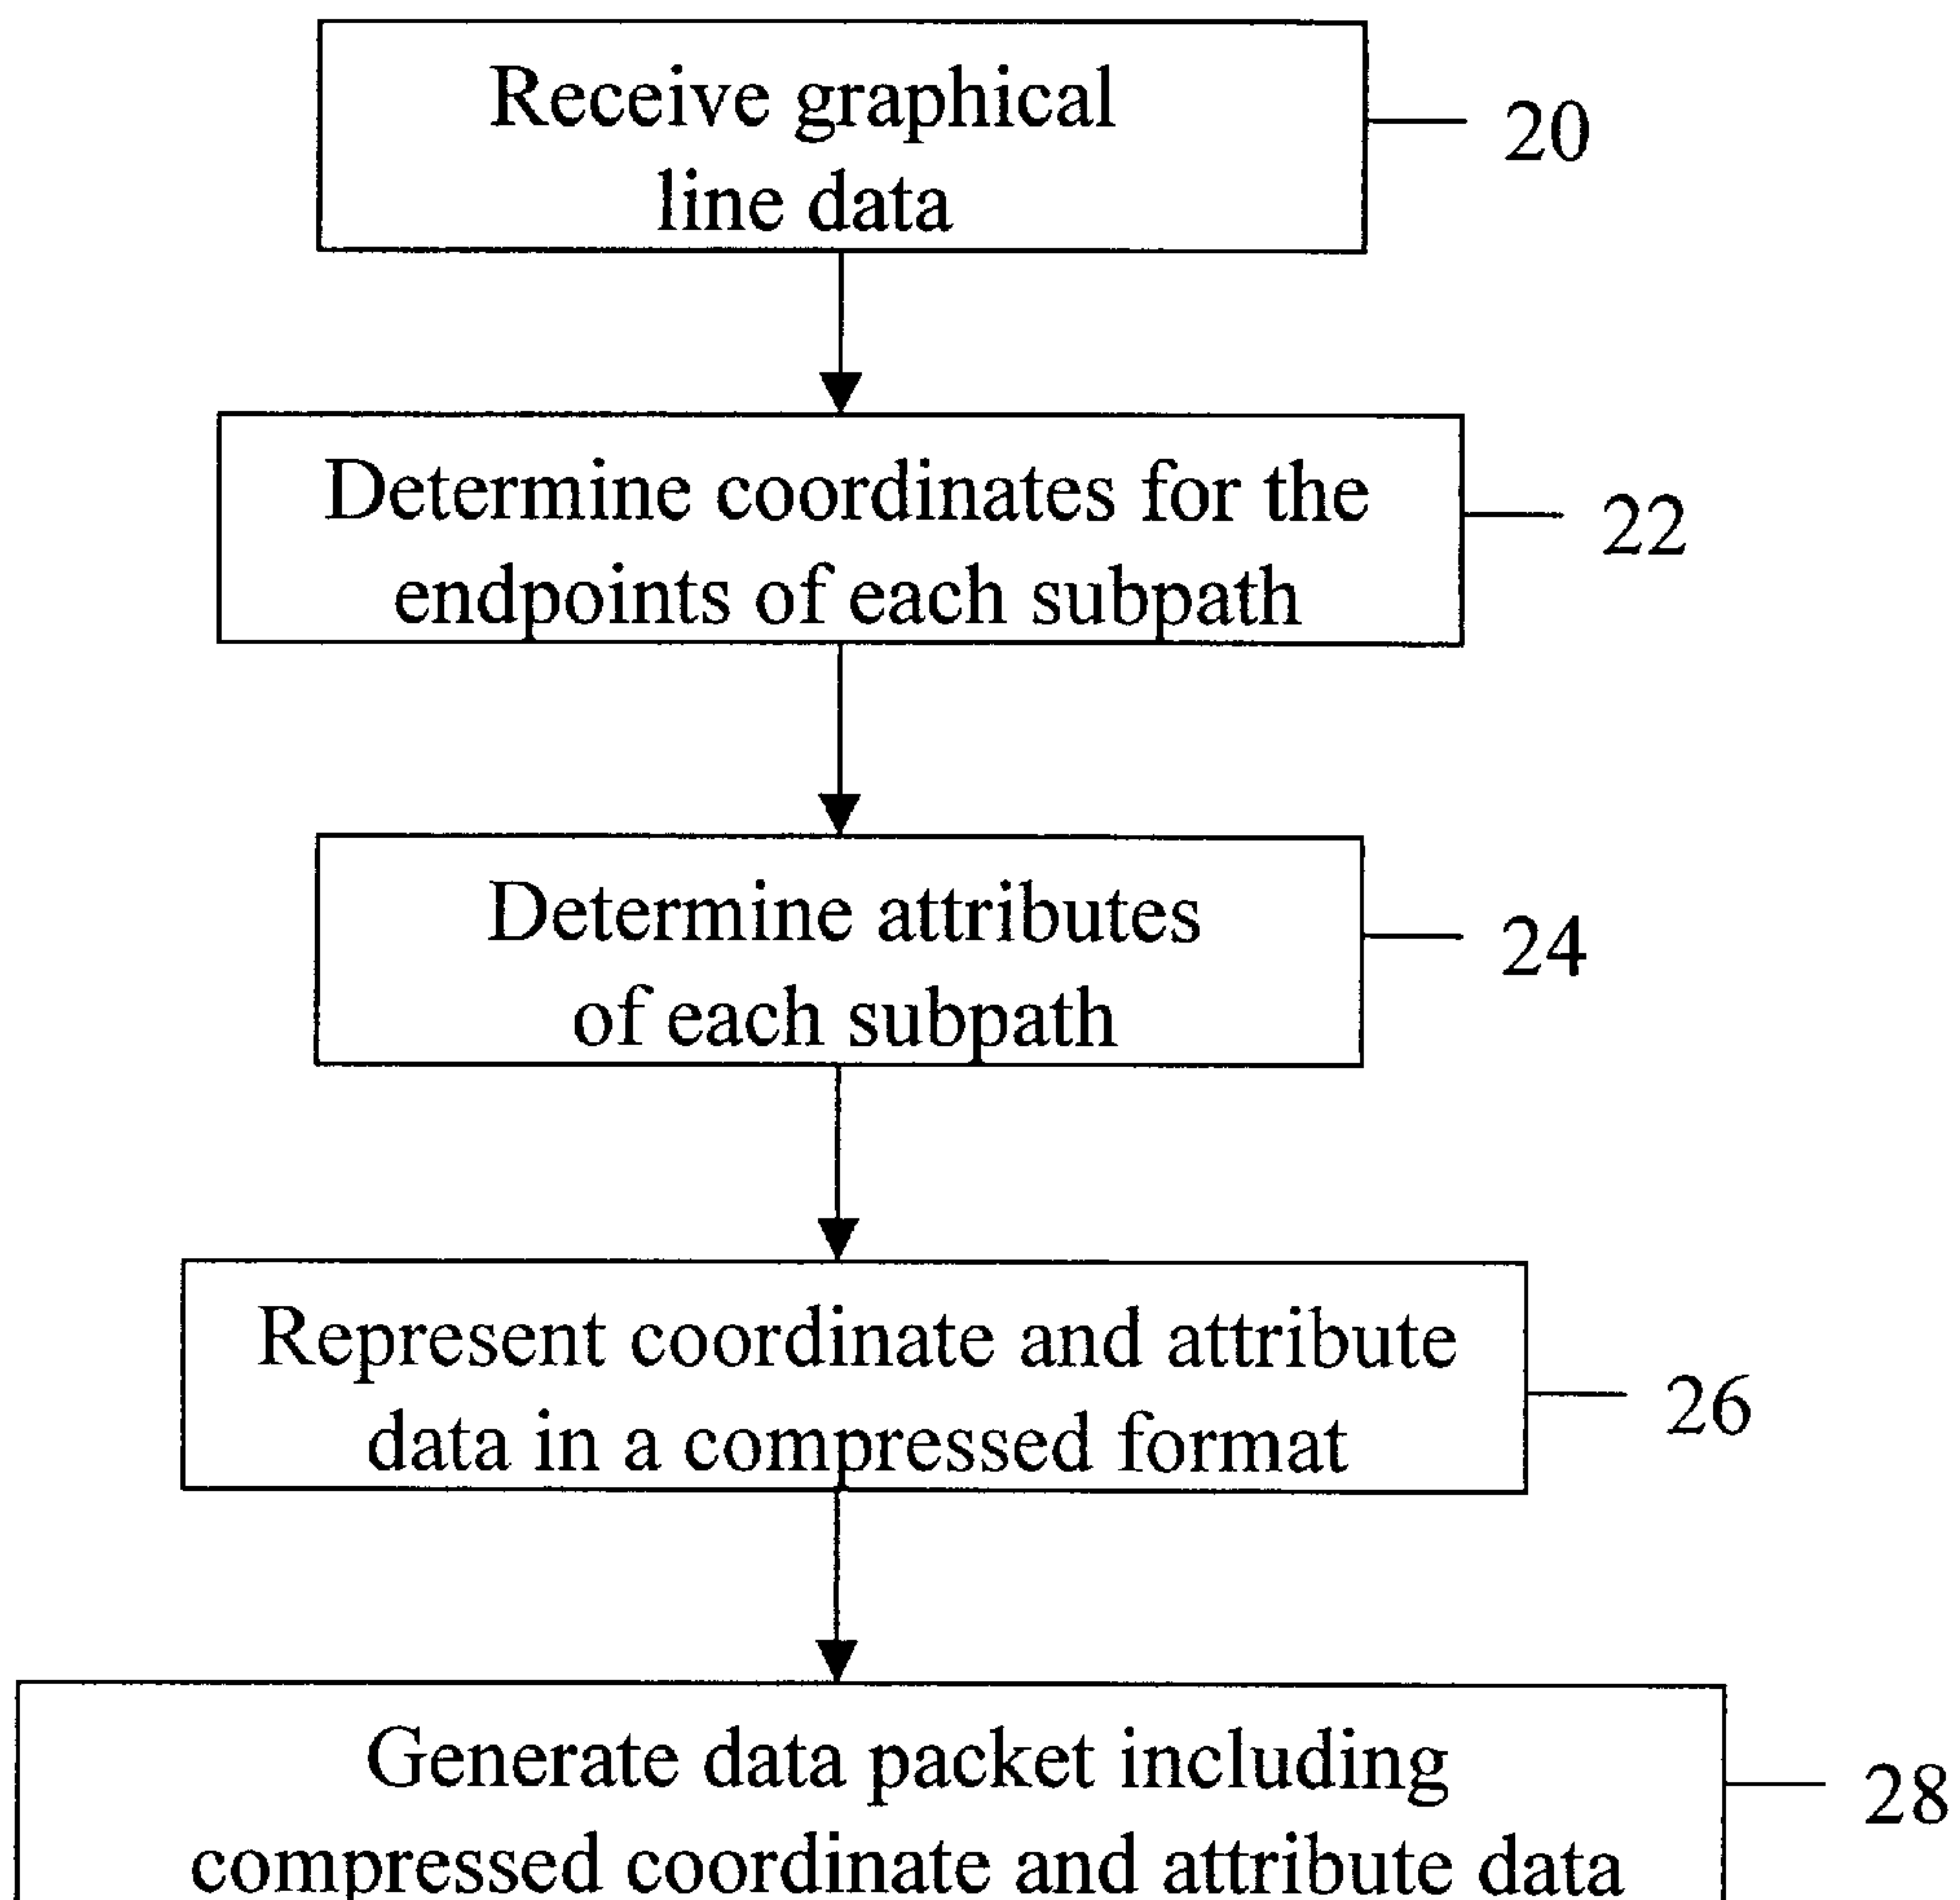 Receive graphical
line data
20
Determine coordinates for the
endpoints of each subpath
22
Determine attributes
of each subpath
24
Represent coordinate and attribute
data in a compressed format
26
Generate data packet including
compressed coordinate and attribute data
28